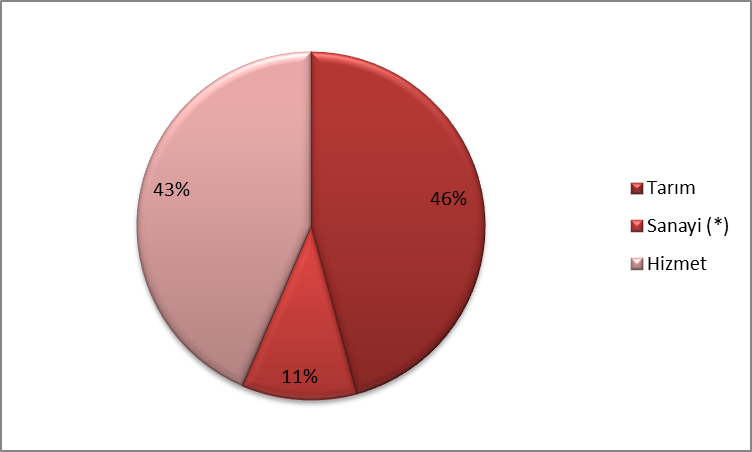 43%
46%
11%
Tarım
Sanayi (*)
Hizmet